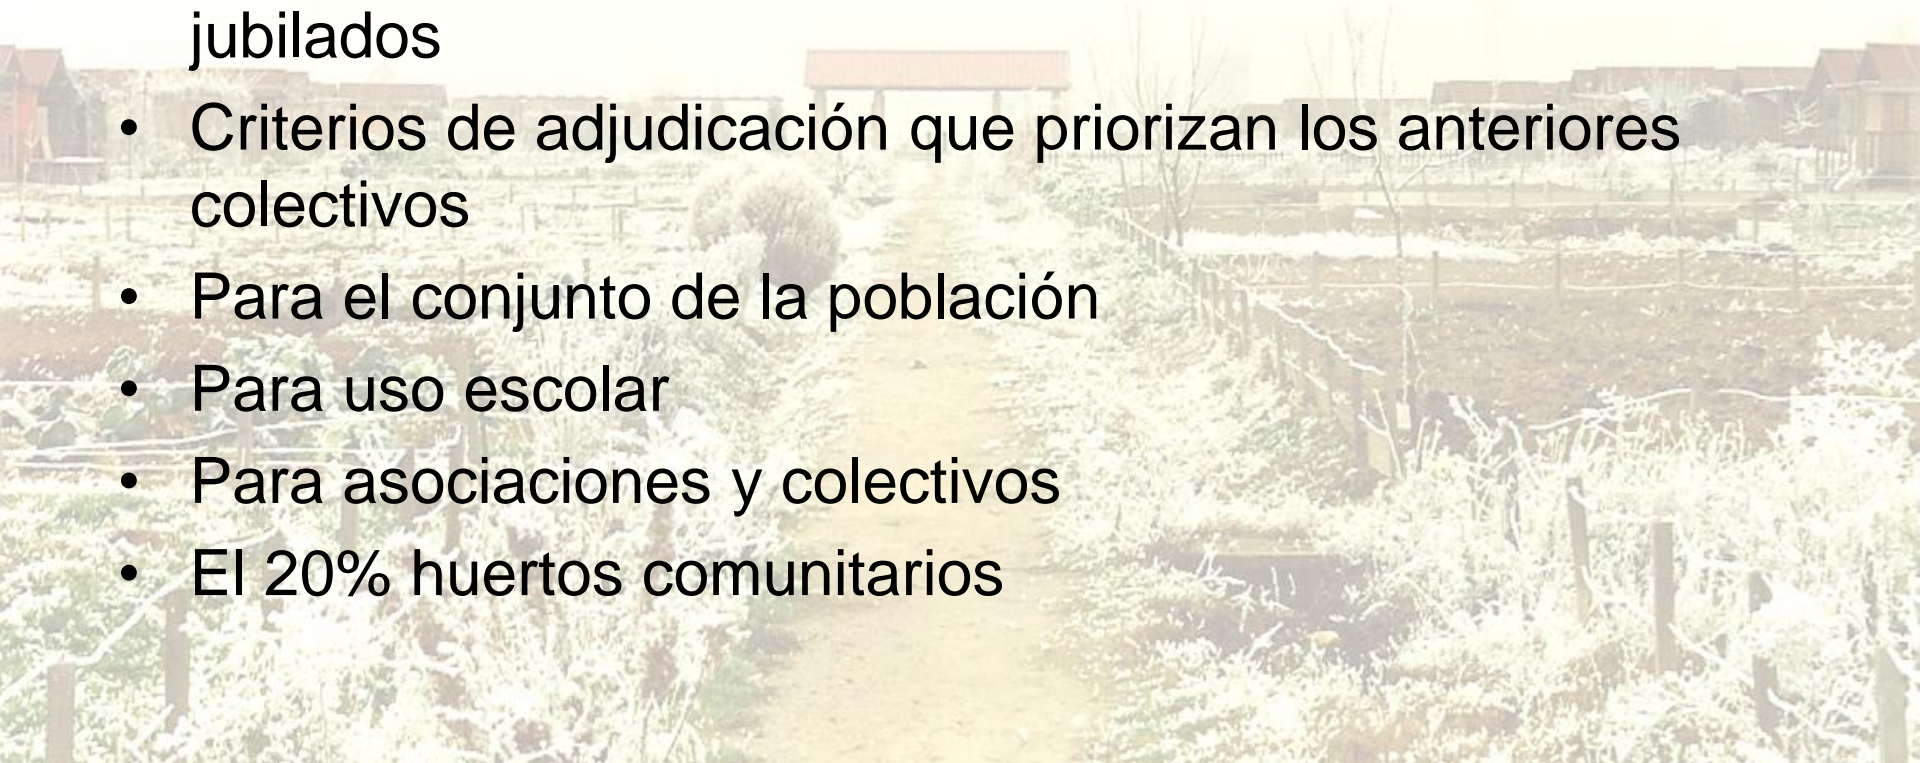 jubilados
• Criterios de adjudicación que priorizan los anteriores
colectivos
• Para el conjunto de la población
• Para uso escolar
• Para asociaciones y colectivos
• El 20% huertos comunitarios